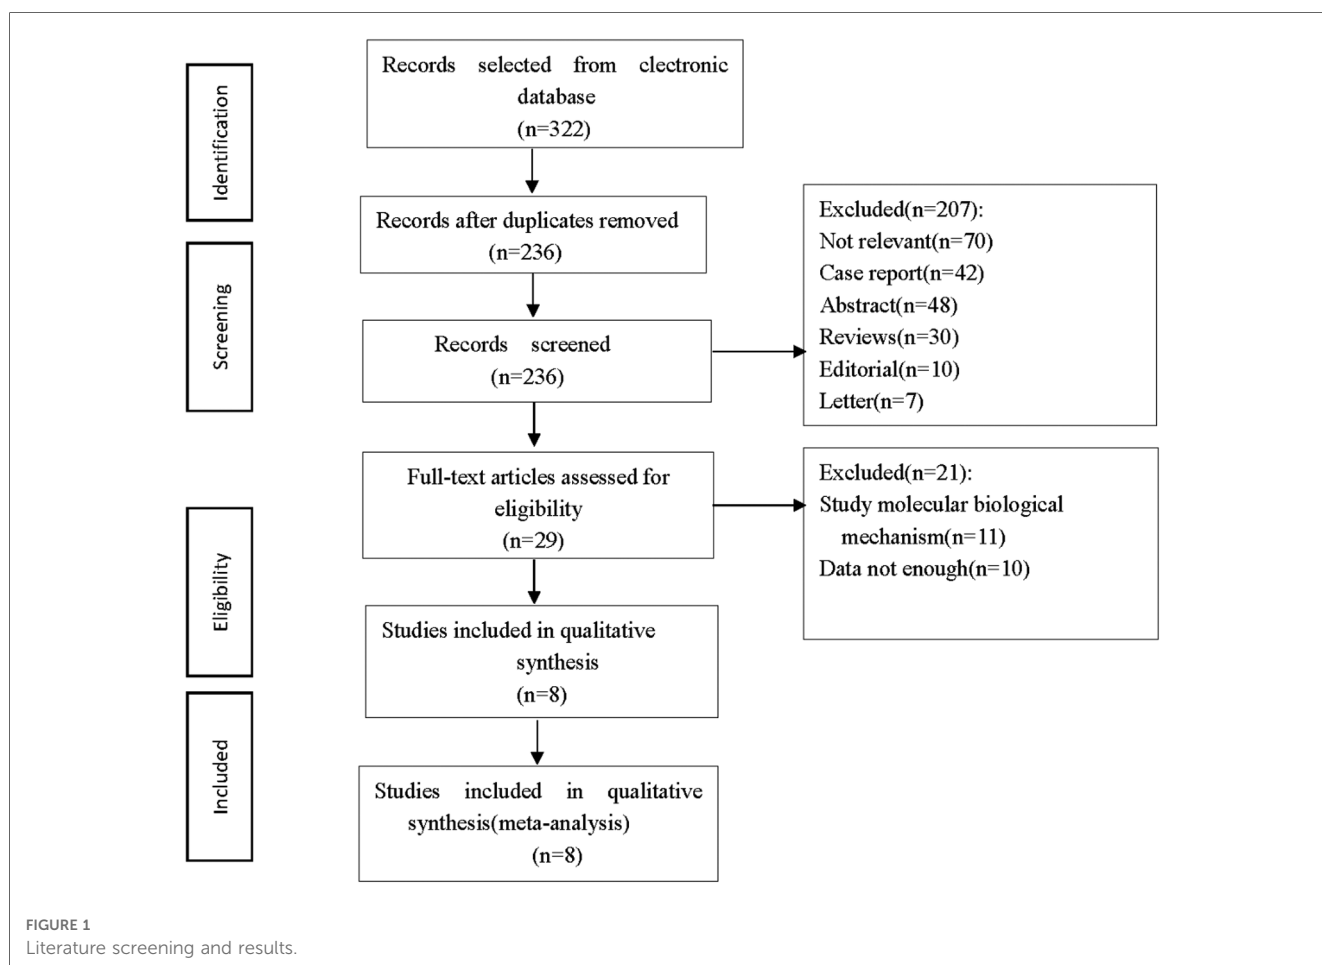 Identification
Records selected from clectronic
database
(n=322)
Records after duplicates removed
(n=236)
Screening
Records screened
(n=236)
Excluded(n=207):
Not relevant(n=70)
Case report(n=42)
Abstract(n=48)
Reviews(n=30)
Editorial(n=10)
Letter(n=7)
Eligibility
Full-text articles assessed for
eligibility
(n=29)
Excluded(n=21):
Study molecular biological
mechanism(n=11)
Data not enough(n=10)
Studies included in qualitative
synthesis
(n=8)
Included
Studies included in qualitative
synthesis(meta-analysis)
(n=8)
FIGURE 1
Literature screening and results.